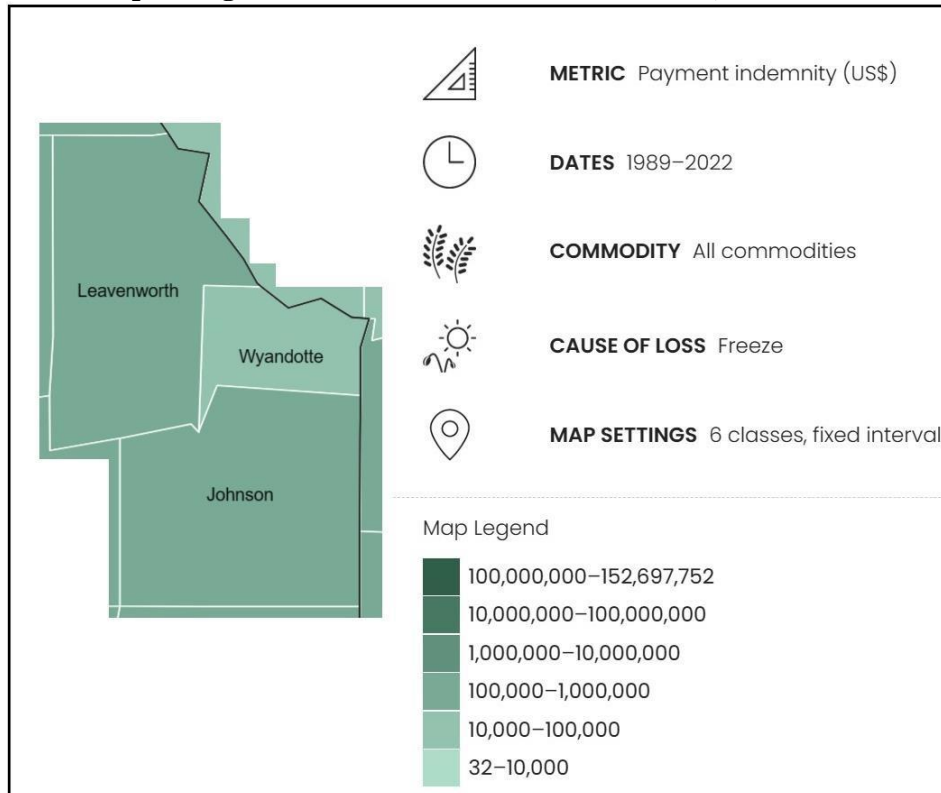 METRIC Payment indemnity (US$)
DATES 1989–2022
COMMODITY All commodities
CAUSE OF LOSS Freeze
MAP SETTINGS 6 classes, fixed interval
Leavenworth
Wyandotte
Johnson
Map Legend
100,000,000–152,697,752
10,000,000–100,000,000
1,000,000–10,000,000
100,000–1,000,000
10,000–100,000
32–10,000